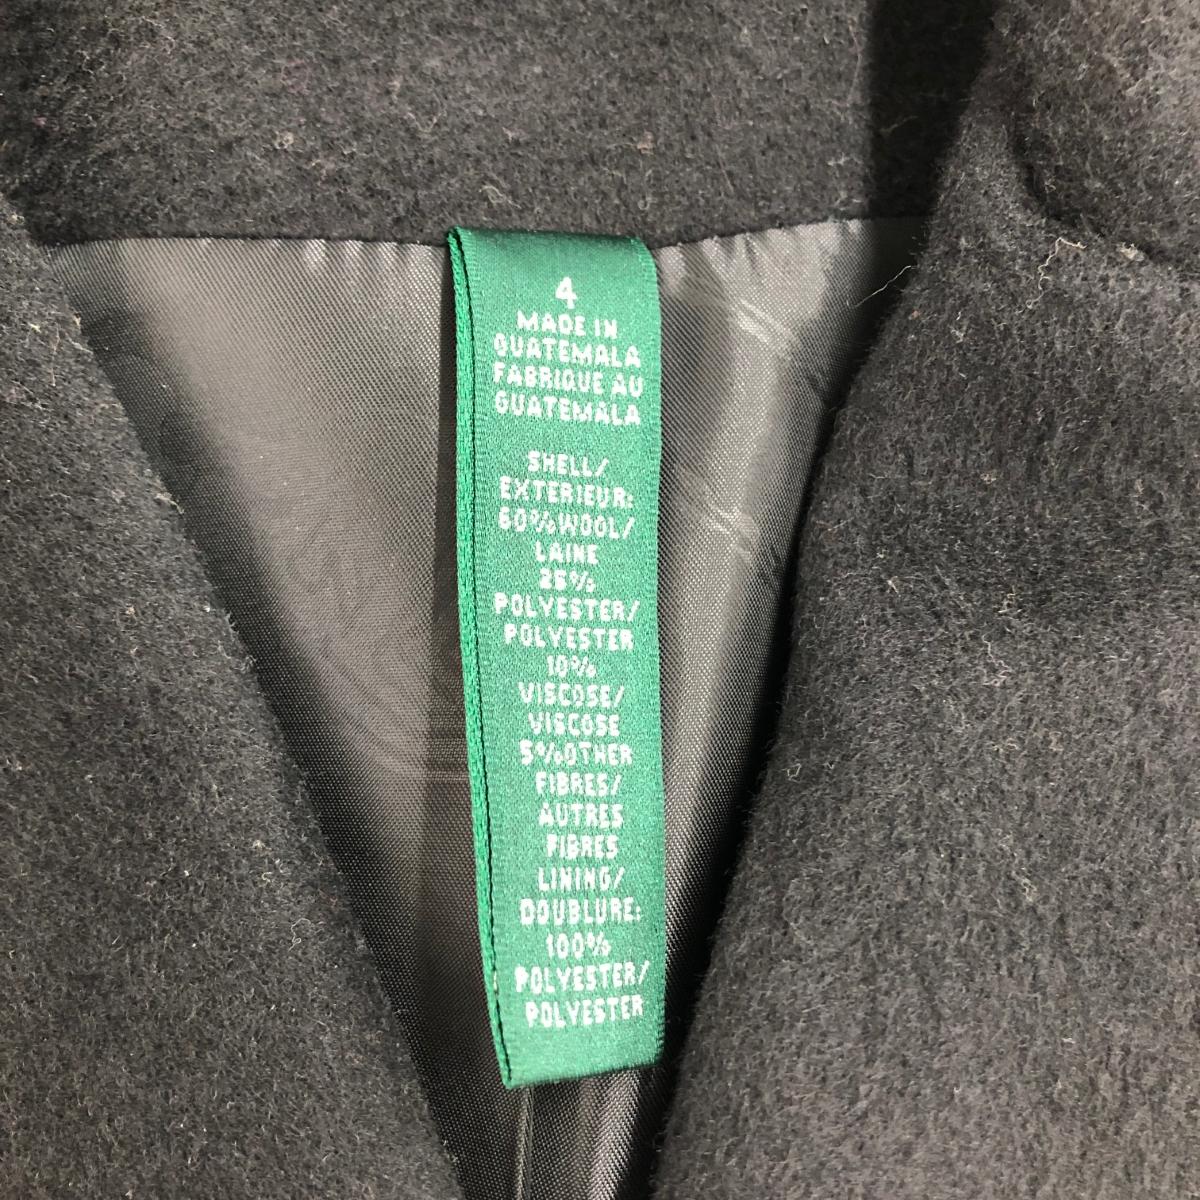 4
MADE IN
GUATEMALA
FABRIQUE AU
GUATEMALA
SHELL/
EXTERIEUR:
60%WOOL/
LAINE
25%
POLYESTER/
POLYESTER
10%
VISCOSE/
VISCOSE
5%OTHER
FIBRES/
AUTRES
FIBRES
LINING/
DOUBLURE:
100%
POLYESTER/
POLYESTER